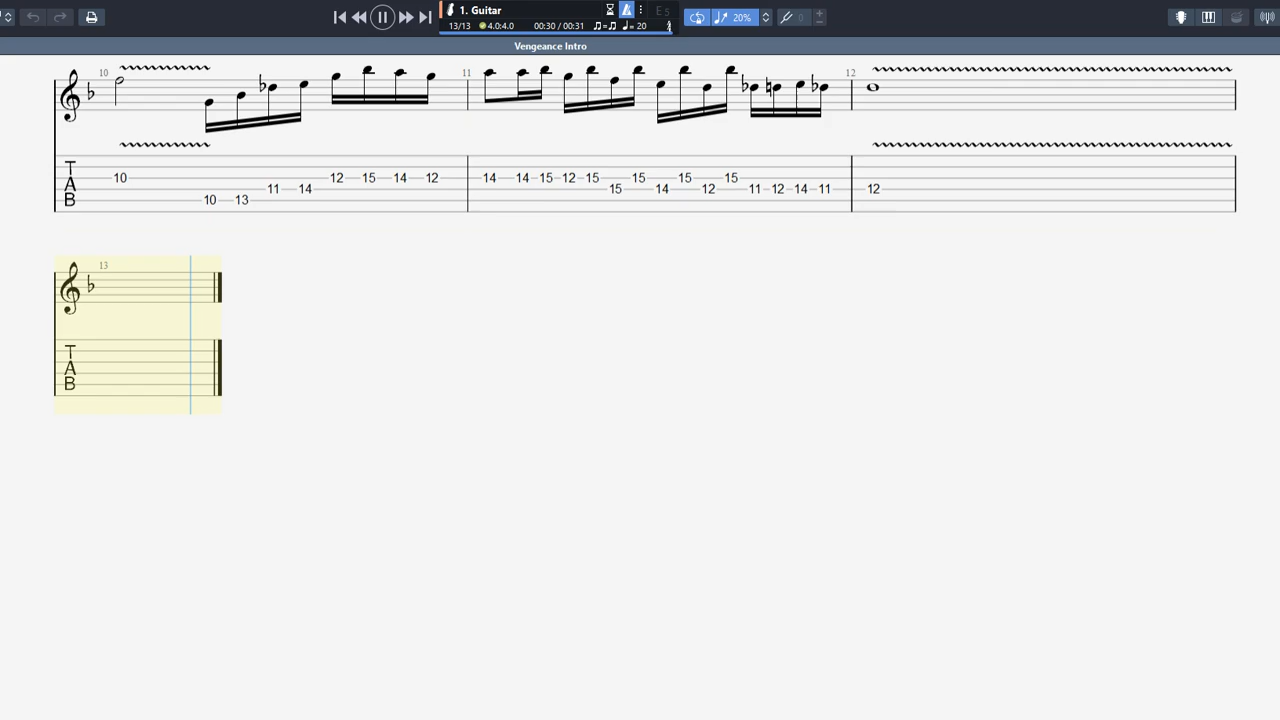 1. Guitar
13/13 4.0:4.0 00:30 / 00:31 = = 20
20% 0
Vengeance Intro
10 11 12
T
A
B
10 10 13 11 14 12 15 14 12 14 14 15 12 15 15 15 14 15 12 15 11 12 14 11 12
13
T
A
B